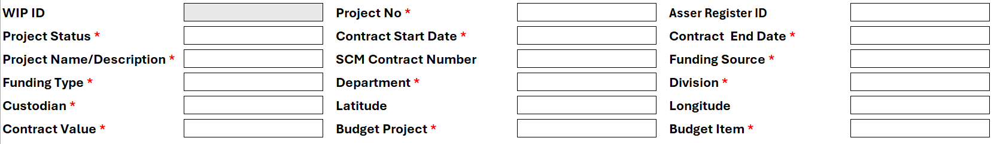 WIP ID Project No * Asser Register ID
Project Status * Contract Start Date * Contract  End Date *
Project Name/Description * SCM Contract Number Funding Source *
Funding Type * Department * Division *
Custodian * Latitude Longitude
Contract Value * Budget Project * Budget Item *